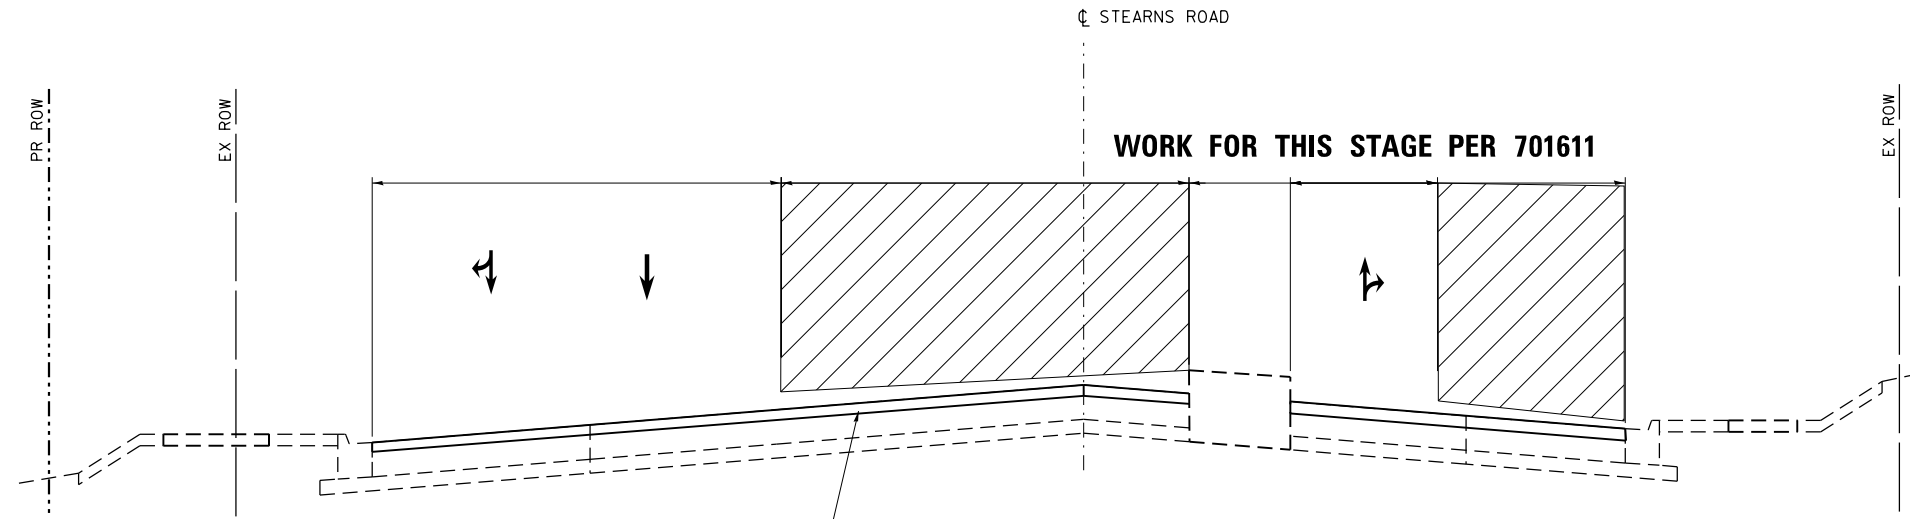 ℄ STEARNS ROAD
PR ROW
EX ROW
EX ROW
WORK FOR THIS STAGE PER 701611